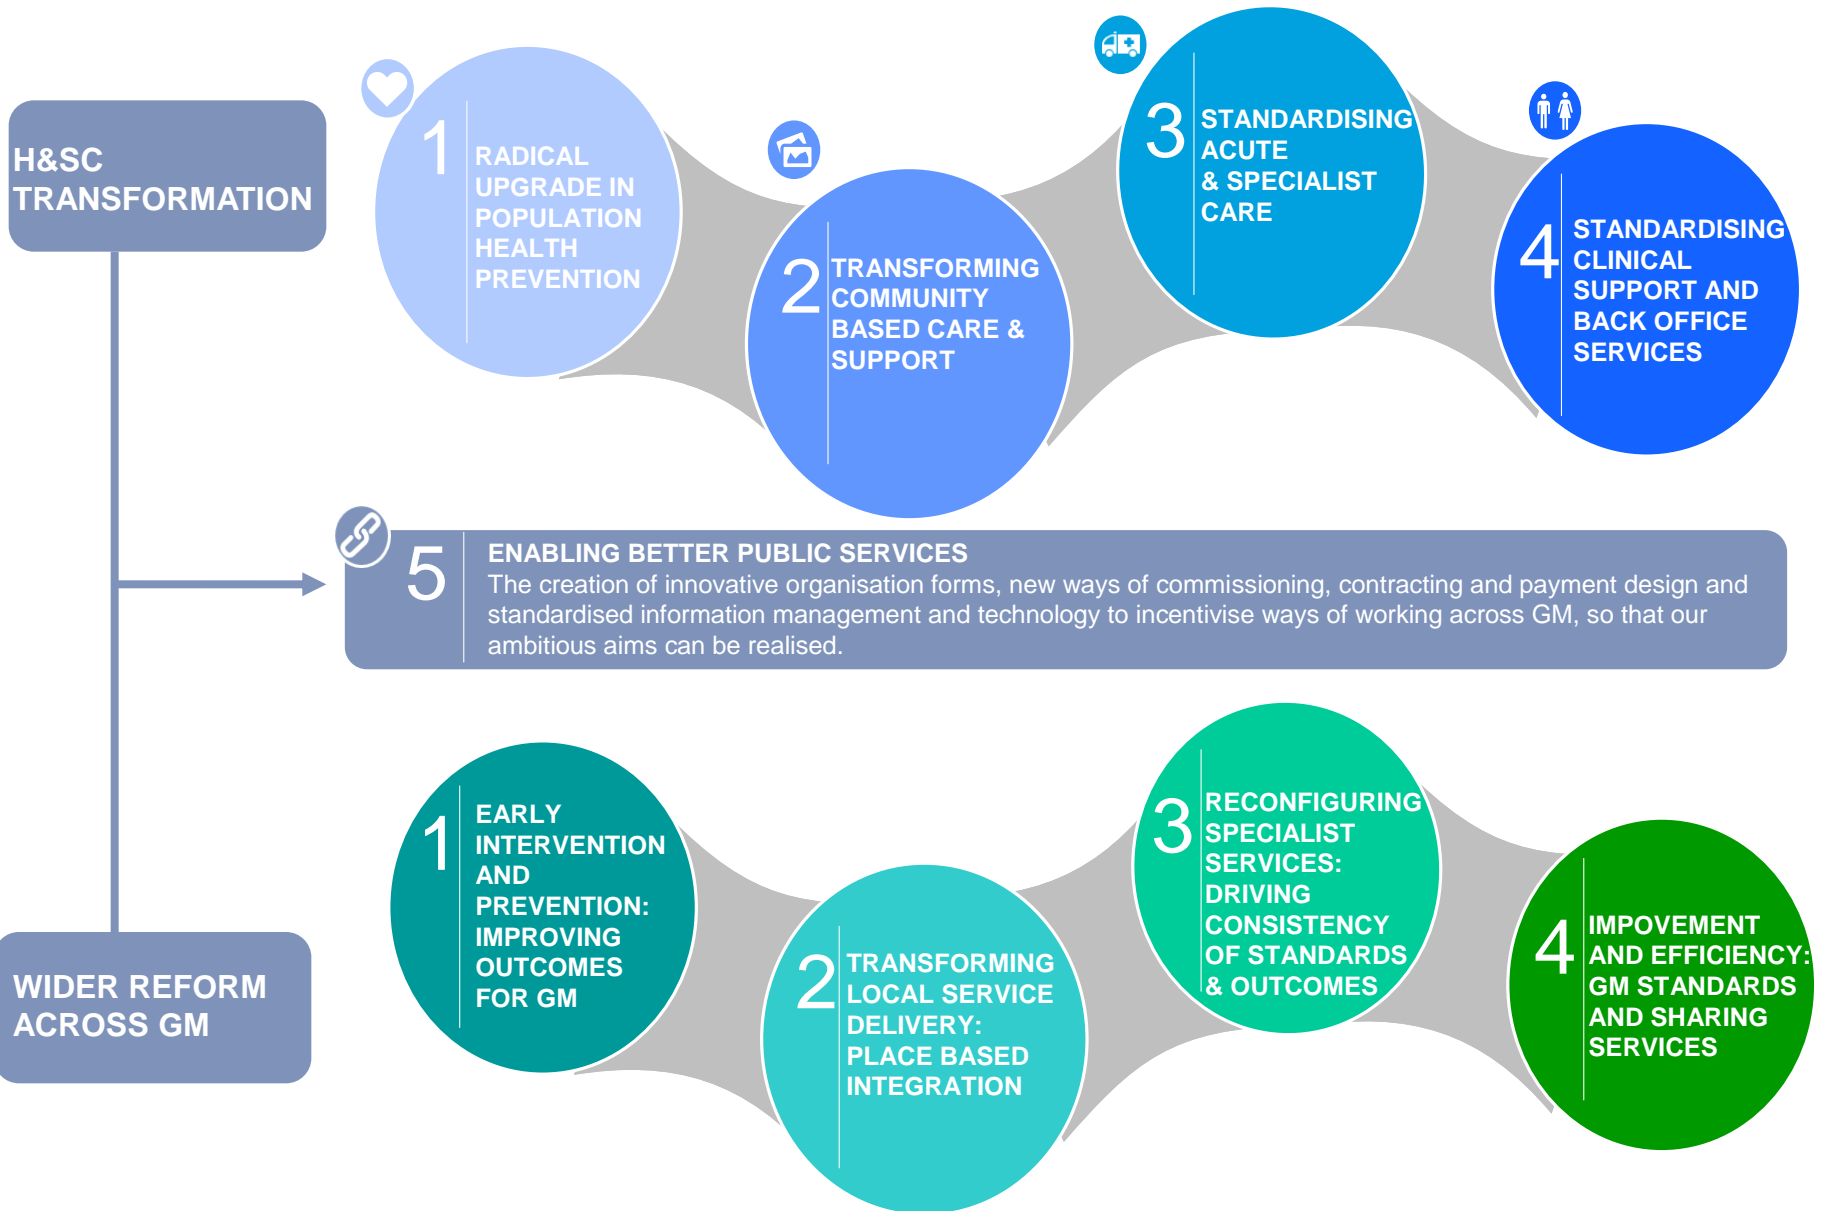 H&SC
TRANSFORMATION
1
RADICAL
UPGRADE IN
POPULATION
HEALTH
PREVENTION
2
TRANSFORMING
COMMUNITY
BASED CARE &
SUPPORT
3
STANDARDISING
ACUTE
& SPECIALIST
CARE
4
STANDARDISING
CLINICAL
SUPPORT AND
BACK OFFICE
SERVICES
5
ENABLING BETTER PUBLIC SERVICES
The creation of innovative organisation forms, new ways of commissioning, contracting and payment design and
standardised information management and technology to incentivise ways of working across GM, so that our
ambitious aims can be realised.
WIDER REFORM
ACROSS GM
1
EARLY
INTERVENTION
AND
PREVENTION:
IMPROVING
OUTCOMES
FOR GM
2
TRANSFORMING
LOCAL SERVICE
DELIVERY:
PLACE BASED
INTEGRATION
3
RECONFIGURING
SPECIALIST
SERVICES:
DRIVING
CONSISTENCY
OF STANDARDS
& OUTCOMES
4
IMPOVEMENT
AND EFFICIENCY:
GM STANDARDS
AND SHARING
SERVICES